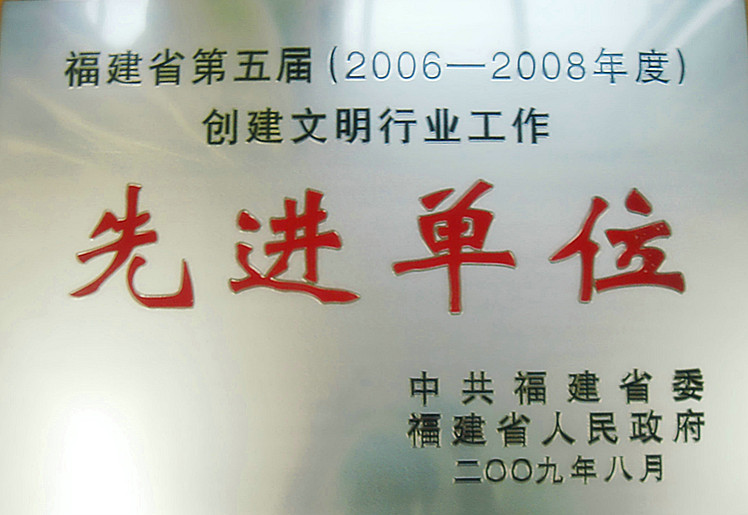 福建省第五届(2006—2008年度)
创建文明行业工作
先进单位
中共福建省委
福建省人民政府
二〇〇九年八月